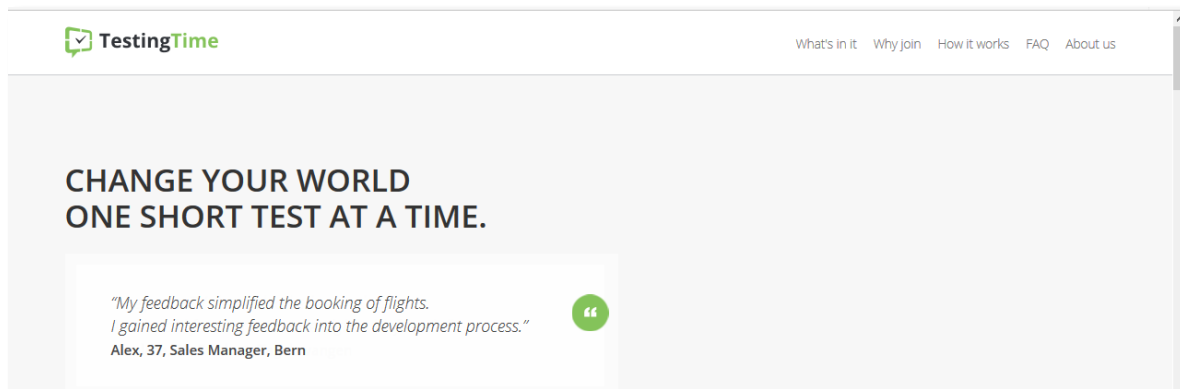 TestingTime
What's in it Why join How it works FAQ About us
CHANGE YOUR WORLD
ONE SHORT TEST AT A TIME.
“My feedback simplified the booking of flights.
I gained interesting feedback into the development process.”
Alex, 37, Sales Manager, Bern